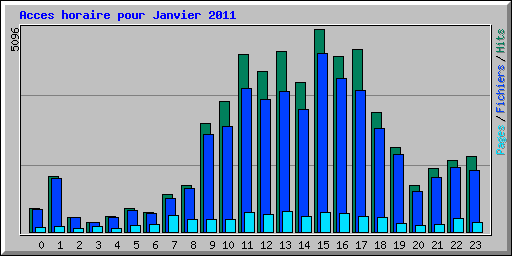 Acces horaire pour Janvier 2011
5096
Pages / Fichiers / Hits
0 1 2 3 4 5 6 7 8 9 10 11 12 13 14 15 16 17 18 19 20 21 22 23